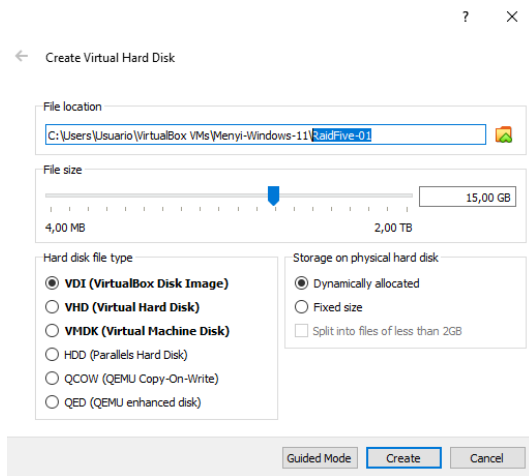 Create Virtual Hard Disk
File location
C:\Users\Usuario\VirtualBox VMs\Menyi-Windows-11\RaidFive-01
File size
15,00 GB
4,00 MB 2,00 TB
Hard disk file type
VDI (VirtualBox Disk Image)
VHD (Virtual Hard Disk)
VMDK (Virtual Machine Disk)
HDD (Parallels Hard Disk)
QCOW (QEMU Copy-On-Write)
QED (QEMU enhanced disk)
Storage on physical hard disk
Dynamically allocated
Fixed size
Split into files of less than 2GB
Guided Mode Create Cancel